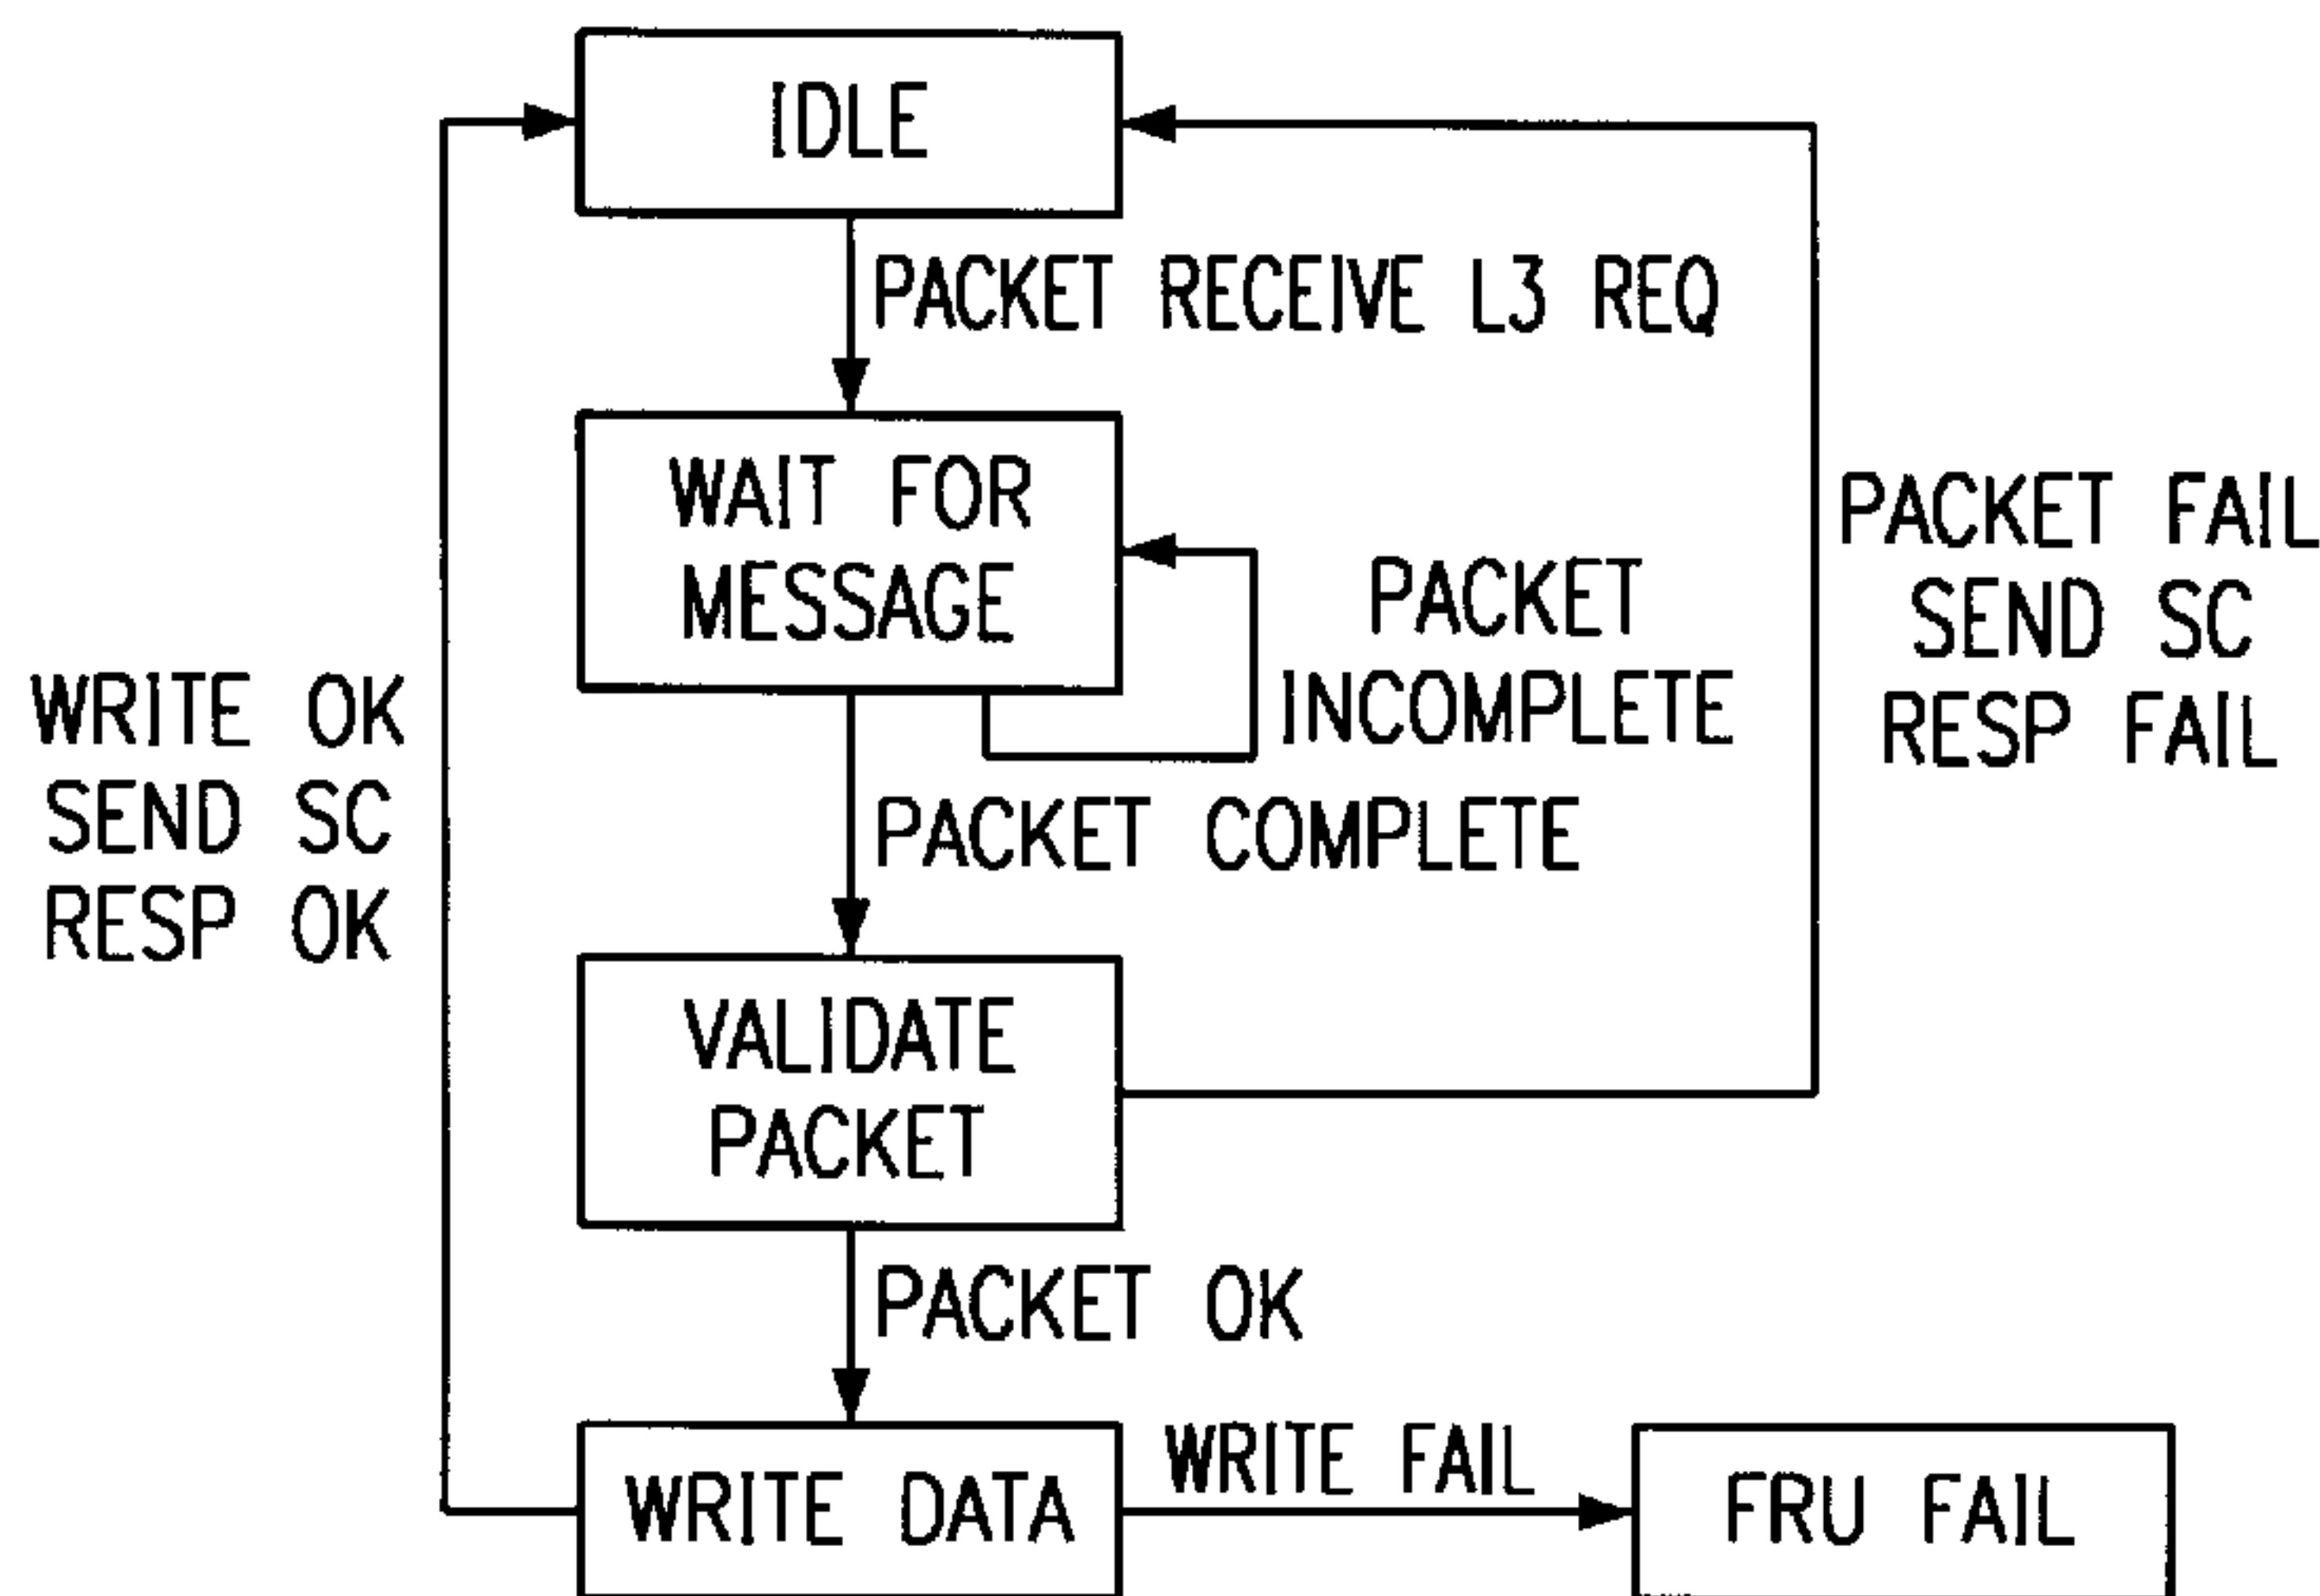 IDLE
PACKET RECEIVE L3 REQ
WAIT FOR
MESSAGE
PACKET
INCOMPLETE
PACKET FAIL
SEND SC
RESP FAIL
WRITE OK
SEND SC
RESP OK
PACKET COMPLETE
VALIDATE
PACKET
PACKET OK
WRITE DATA
WRITE FAIL
FRU FAIL